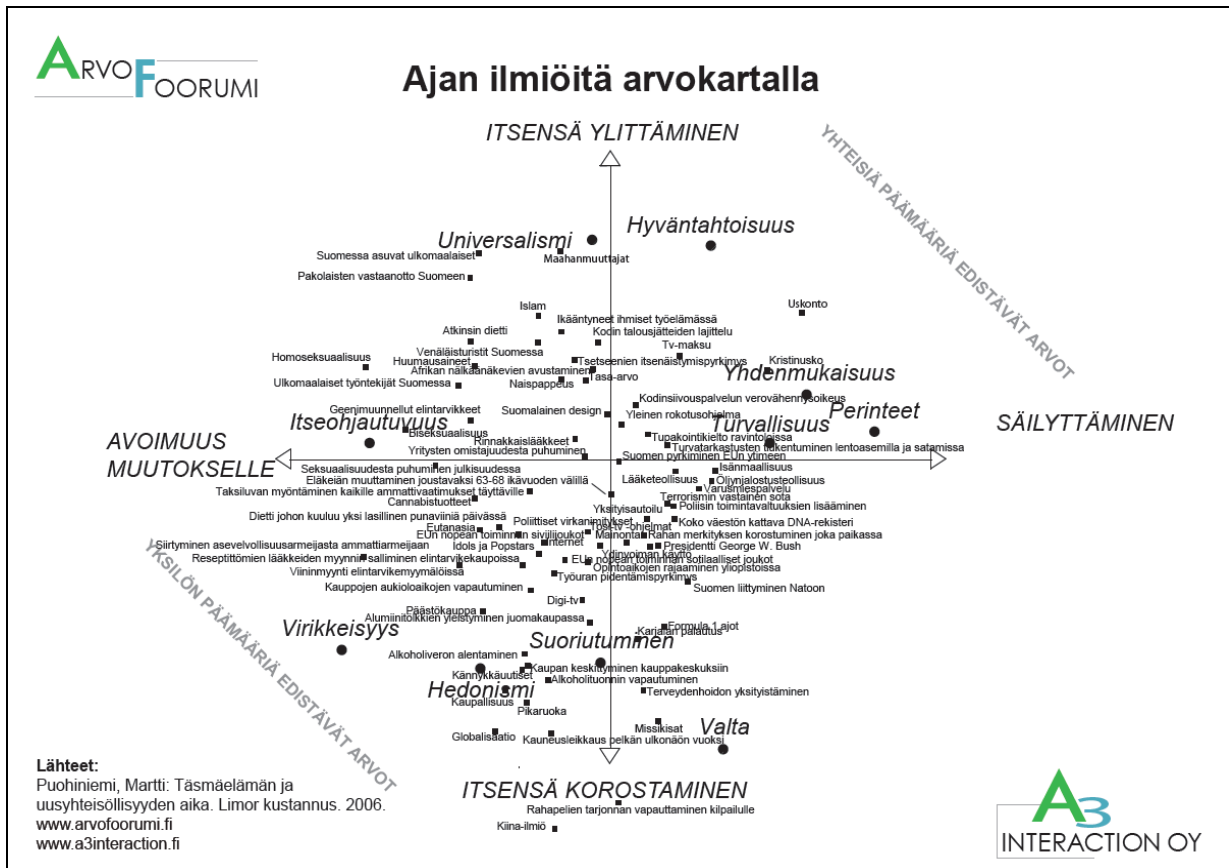 ARVO FOORUMI
Ajan ilmiöitä arvokartalla
ITSENSÄ YLITTÄMINEN
YHTEISIÄ PÄÄMÄÄRIÄ EDISTÄVÄT ARVOT
Universalismi
Hyväntahtoisuus
Suomessa asuvat ulkomaalaiset
Maahanmuuttajat
Pakolaisten vastaanotto Suomeen
Islam
Uskonto
Ikääntyneet ihmiset työelämässä
Atkinsin dietti
Kodin talousjätteiden lajittelu
Tv-maksu
Venäläisturistit Suomessa
Homoseksuaalisuus
Huumausaineet
Tsetseenien itsenäistymispyrkimys
Kristinusko
Afrikan nälkäänäkevien avustaminen
Tasa-arvo
Yhdenmukaisuus
Ulkomaalaiset työntekijät Suomessa
Naispappeus
Kodinsiivouspalvelun verovähennysoikeus
Geenimuunnellut elintarvikkeet
Suomalainen design
Yleinen rokotusohjelma
Perinteet
Itseohjautuvuus
Turvallisuus
SÄILYTTÄMINEN
Biseksuaalisuus
Rinnakkaislääkkeet
Tupakointikielto ravintoloissa
AVOIMUUS
MUUTOKSELLE
Yritysten omistajuudesta puhuminen
Turvatarkastusten tiukentuminen lentoasemilla ja satamissa
Suomen pyrkiminen EUn ytimeen
Seksuaalisuudesta puhuminen julkisuudessa
Isänmaallisuus
Eläkeiän muuttaminen joustavaksi 63-68 ikävuoden välillä
Lääketeollisuus
Öljynjalostusteollisuus
Taksiluvan myöntäminen kaikille ammattivaatimukset täyttäville
Varusmiespalvelu
Cannabistuotteet
Terrorismin vastainen sota
Yksityisautoilu
Poliisin toimintavaltuuksien lisääminen
Dietti johon kuuluu yksi lasillinen punaviiniä päivässä
Poliittiset virkanimitykset
Koko väestön kattava DNA-rekisteri
Eutanasia
Tosi-tv -ohjelmat
EUn nopean toiminnan siviilijoukot
Mainonta
Rahan merkityksen korostuminen joka paikassa
Siirtyminen asevelvollisuusarmeijasta ammattiarmeijaan
Internet
Presidentti George W. Bush
Idols ja Popstars
Ydinvoiman käyttö
Reseptittömien lääkkeiden myynnin salliminen elintarvikekaupoissa
EUn nopean toiminnan sotilaalliset joukot
Opintoaikojen rajaaminen yliopistoissa
Viininmyynti elintarvikemyymälöissä
Työuran pidentämispyrkimys
Kauppojen aukioloaikojen vapautuminen
Suomen liittyminen Natoon
Digi-tv
Päästökauppa
Alumiinitölkkien yleistyminen juomakaupassa
Formula 1 ajot
Karjalan palautus
Virikkeisyys
Suoriutuminen
Alkoholiveron alentaminen
Kaupan keskittyminen kauppakeskuksiin
Kännykkäuutiset
Alkoholituonnin vapautuminen
Hedonismi
Terveydenhoidon yksityistäminen
Kaupallisuus
Pikaruoka
Missikisat
Valta
Globalisaatio
Kauneusleikkaus pelkän ulkonäön vuoksi
YKSILÖN PÄÄMÄÄRIÄ EDISTÄVÄT ARVOT
ITSENSÄ KOROSTAMINEN
Rahapelien tarjonnan vapauttaminen kilpailulle
Kiina-ilmiö
Lähteet:
Puohiniemi, Martti: Täsmäelämän ja
uusyhteisöllisyyden aika. Limor kustannus. 2006.
www.arvofoorumi.fi
www.a3interaction.fi
A3
INTERACTION OY